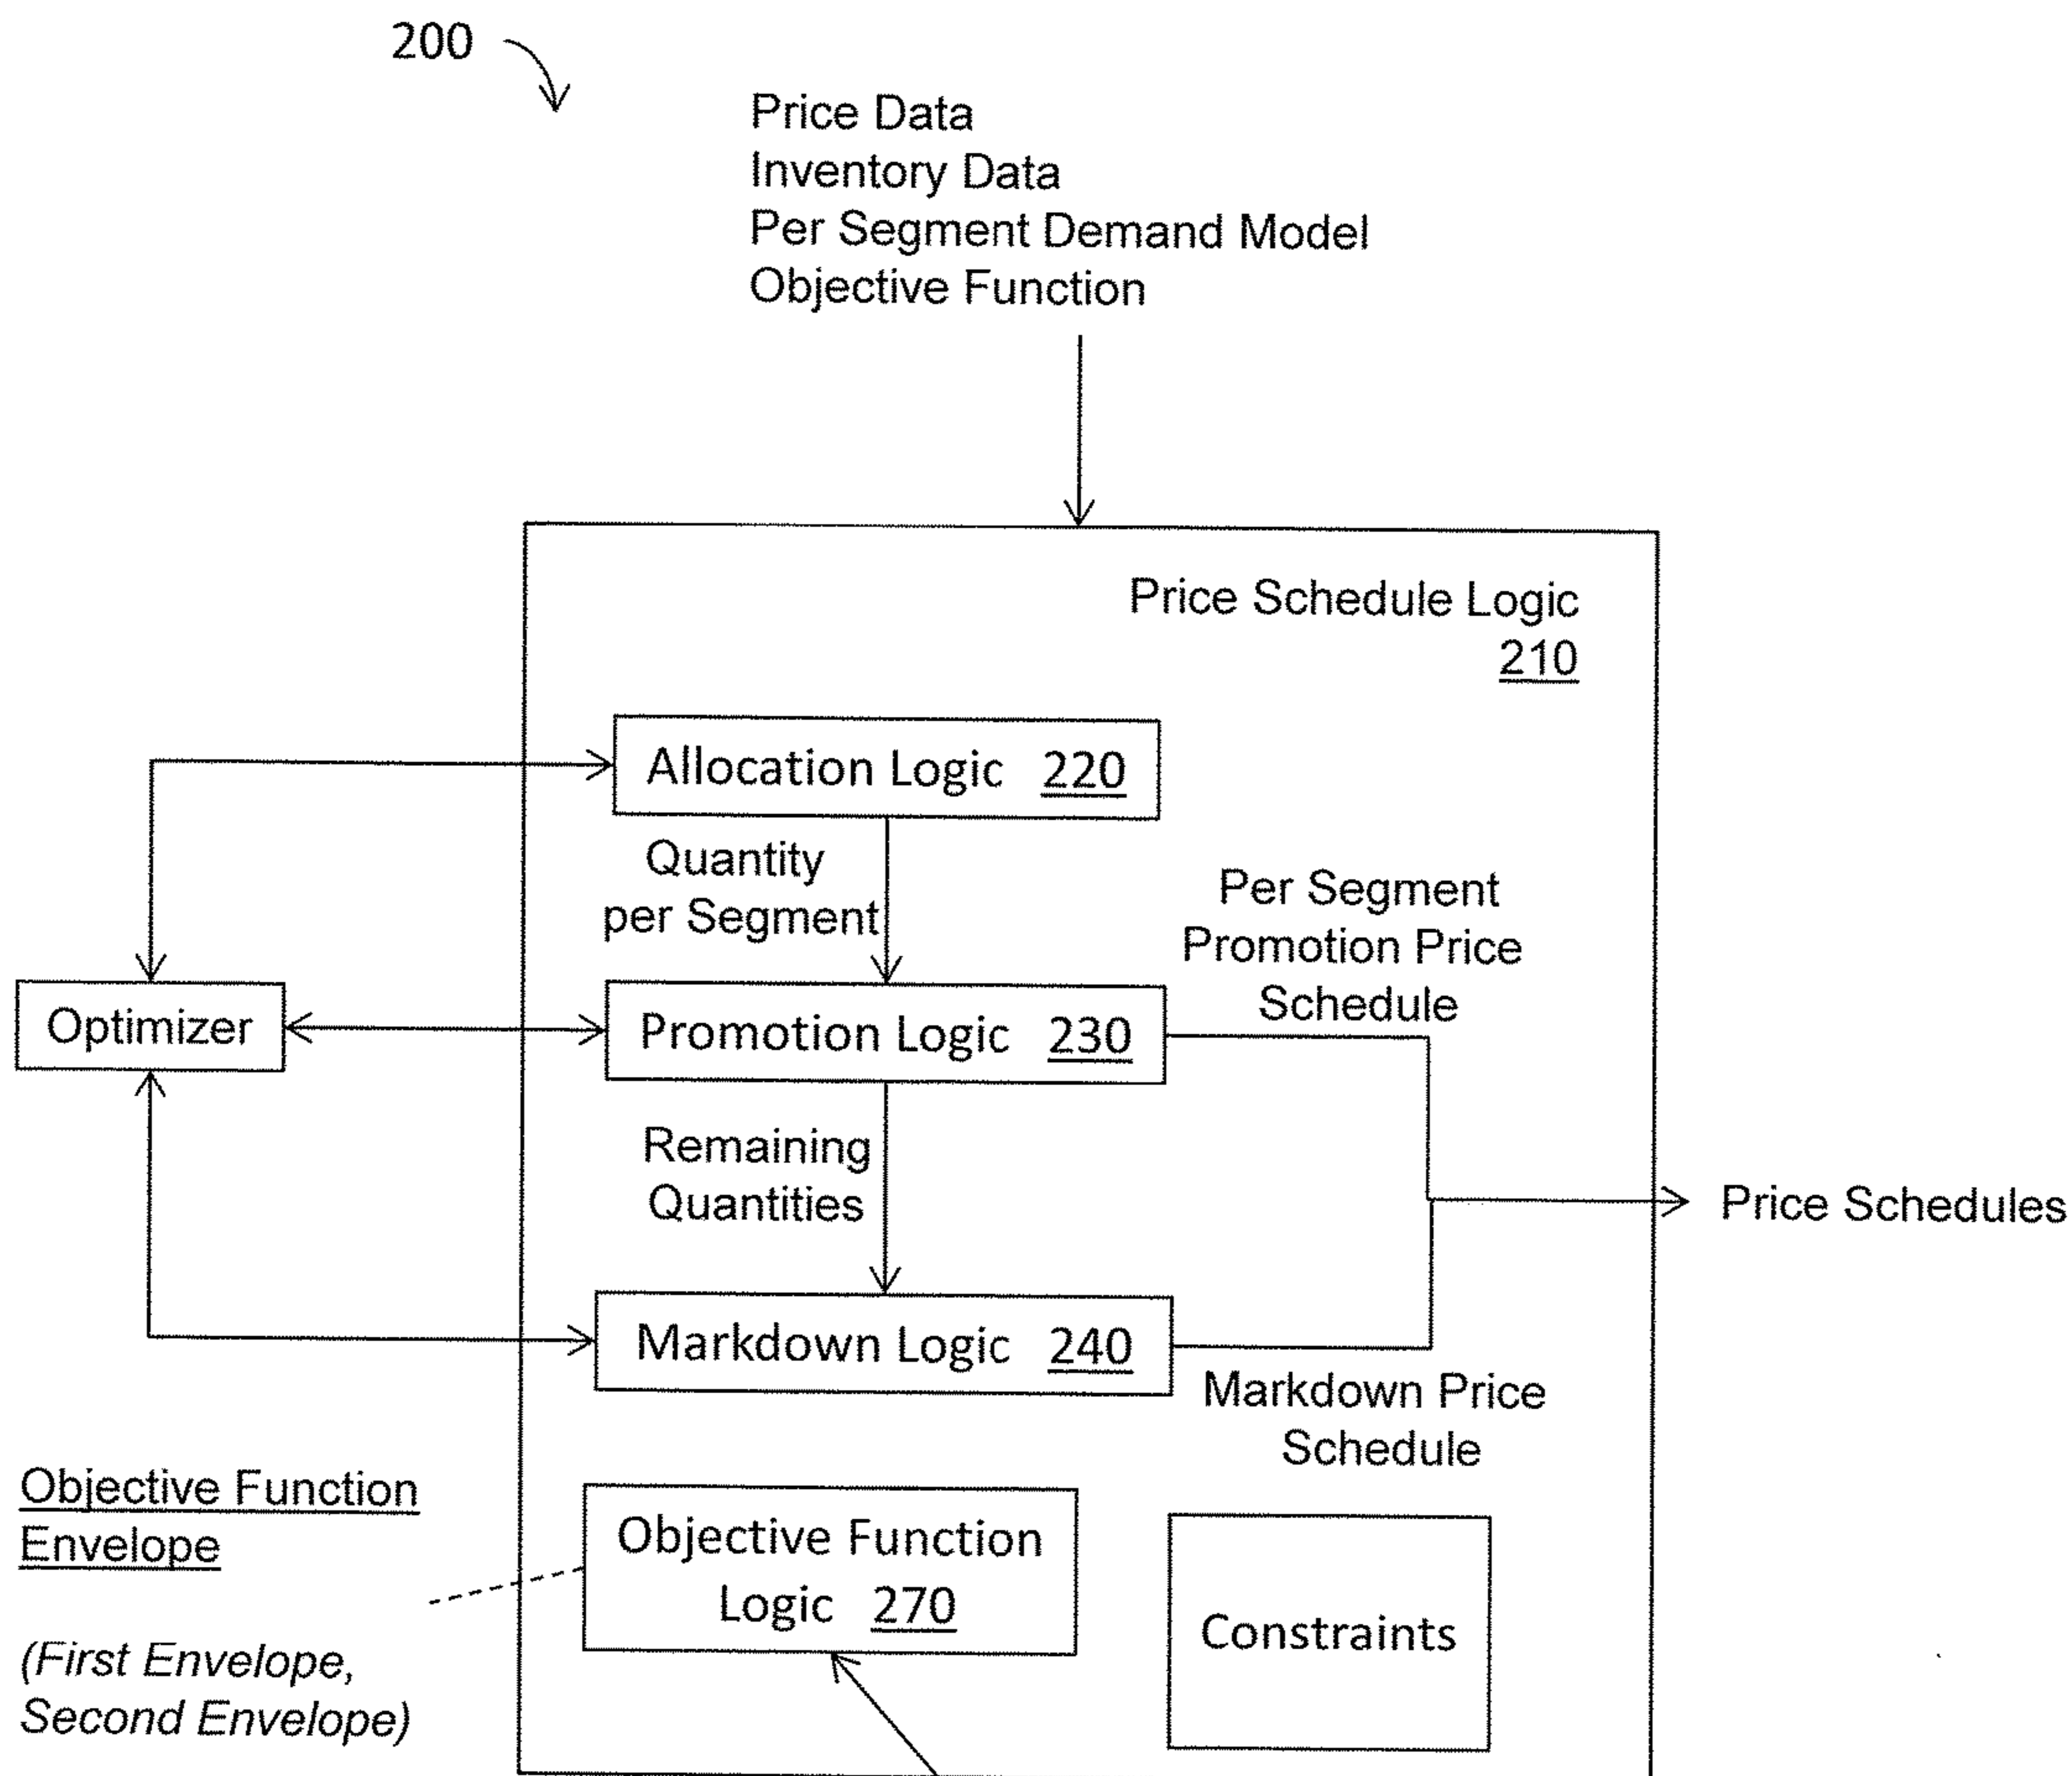 200
Price Data
Inventory Data
Per Segment Demand Model
Objective Function
Price Schedule Logic
210
Allocation Logic 220
Quantity
per Segment
Per Segment
Promotion Price
Schedule
Optimizer
Promotion Logic 230
Remaining
Quantities
Price Schedules
Markdown Logic 240
Markdown Price
Schedule
Objective Function
Envelope
(First Envelope,
Second Envelope)
Objective Function
Logic 270
Constraints